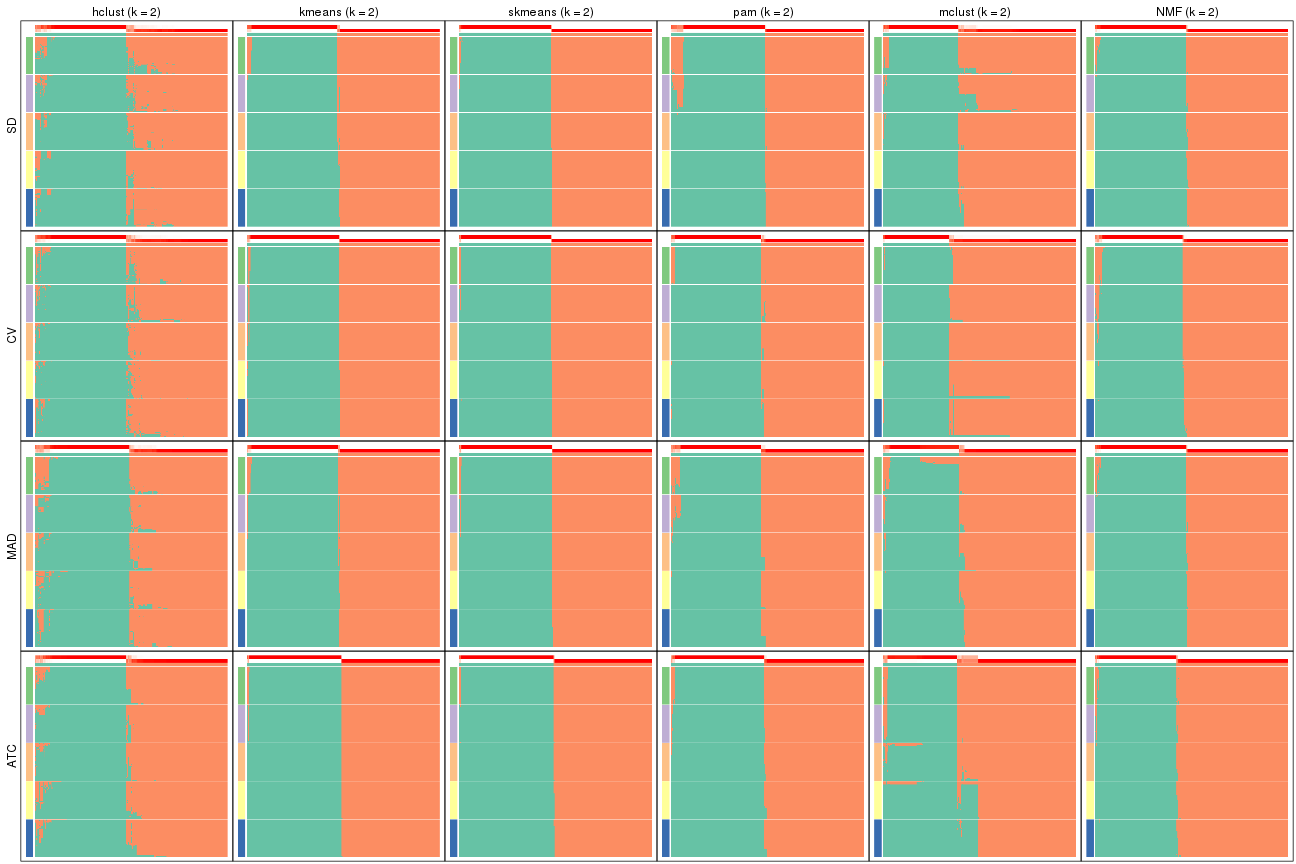 hclust (k = 2)
kmeans (k = 2)
skmeans (k = 2)
pam (k = 2)
mclust (k = 2)
NMF (k = 2)
SD
CV
MAD
ATC